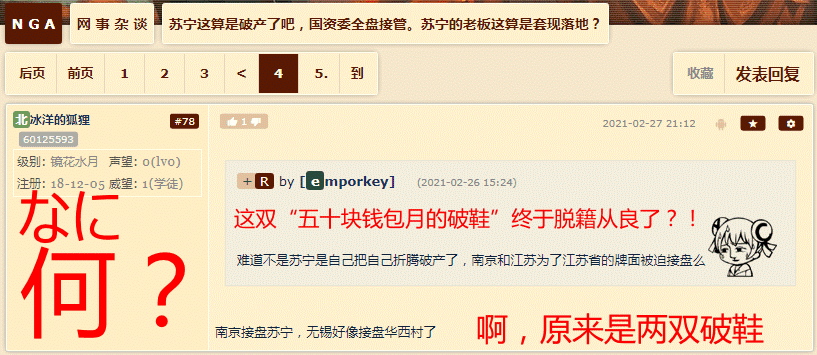 NGA 网事杂谈 苏宁这算是破产了吧，国资委全盘接管。苏宁的老板这算是套现落地？
后页 前页 1 2 3 < 4 5. 到 收藏 发表回复
北冰洋的狐狸 #78 1 2021-02-27 21:12
60125593
级别: 镜花水月 声望: 0(lv0)
注册: 18-12-05 威望: 1(学徒)
+ R by [emporkey] (2021-02-26 15:24)
なに
何？
这双“五十块钱包月的破鞋”终于脱籍从良了？！
难道不是苏宁是自己把自己折腾破产了，南京和江苏为了江苏省的牌面被迫接盘么
南京接盘苏宁，无锡好像接盘华西村了
啊，原来是两双破鞋